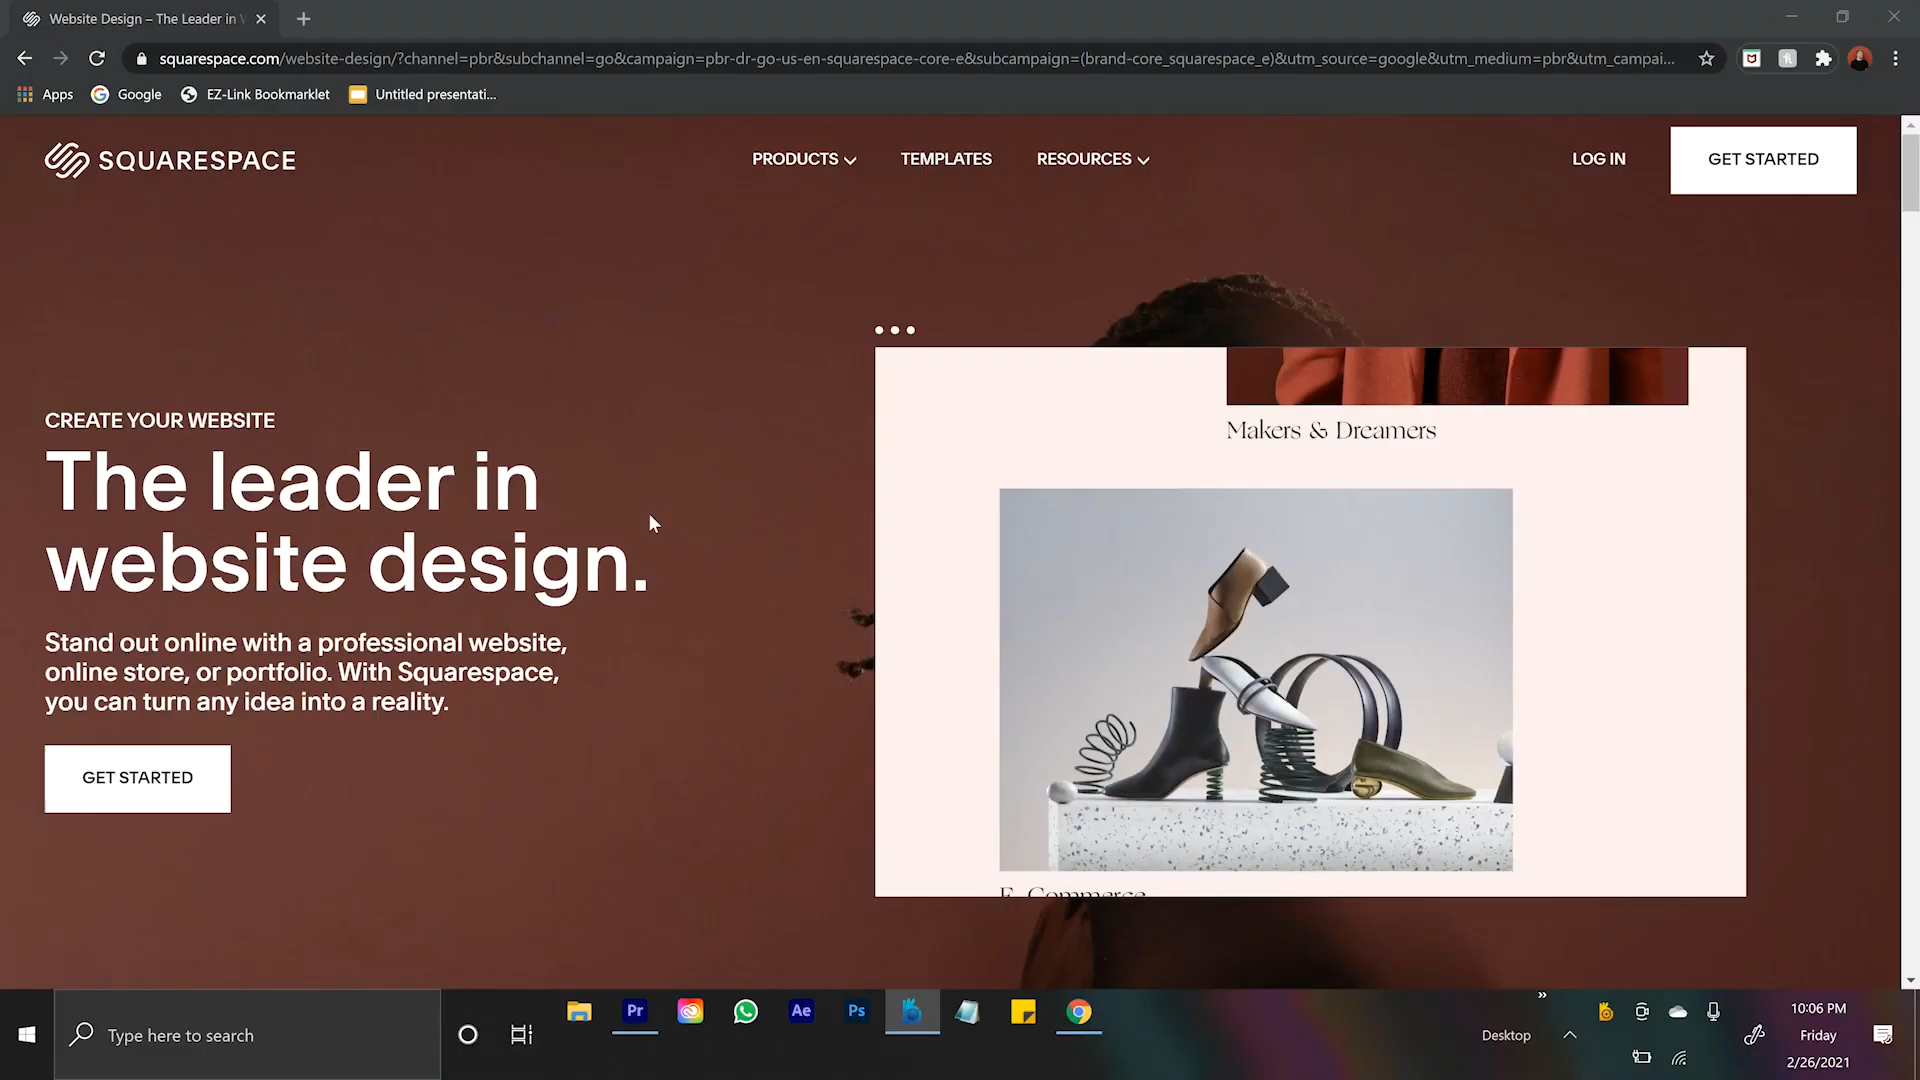 Website Design – The Leader in
squarespace.com/website-design/?channel=pbr&subchannel=go&campaign=pbr-dr-go-us-en-squarespace-core-e&subcampaign=(brand-core_squarespace_e)&utm_source=google&utm_medium=pbr&utm_campai...
Apps Google EZ-Link Bookmarklet Untitled presentati...
SQUARESPACE PRODUCTS TEMPLATES RESOURCES LOG IN GET STARTED
CREATE YOUR WEBSITE
The leader in
website design.
Stand out online with a professional website,
online store, or portfolio. With Squarespace,
you can turn any idea into a reality.
GET STARTED
Makers & Dreamers
E-Commerce
Type here to search
Pr
Ae
Ps
Desktop
10:06 PM
Friday
2/26/2021